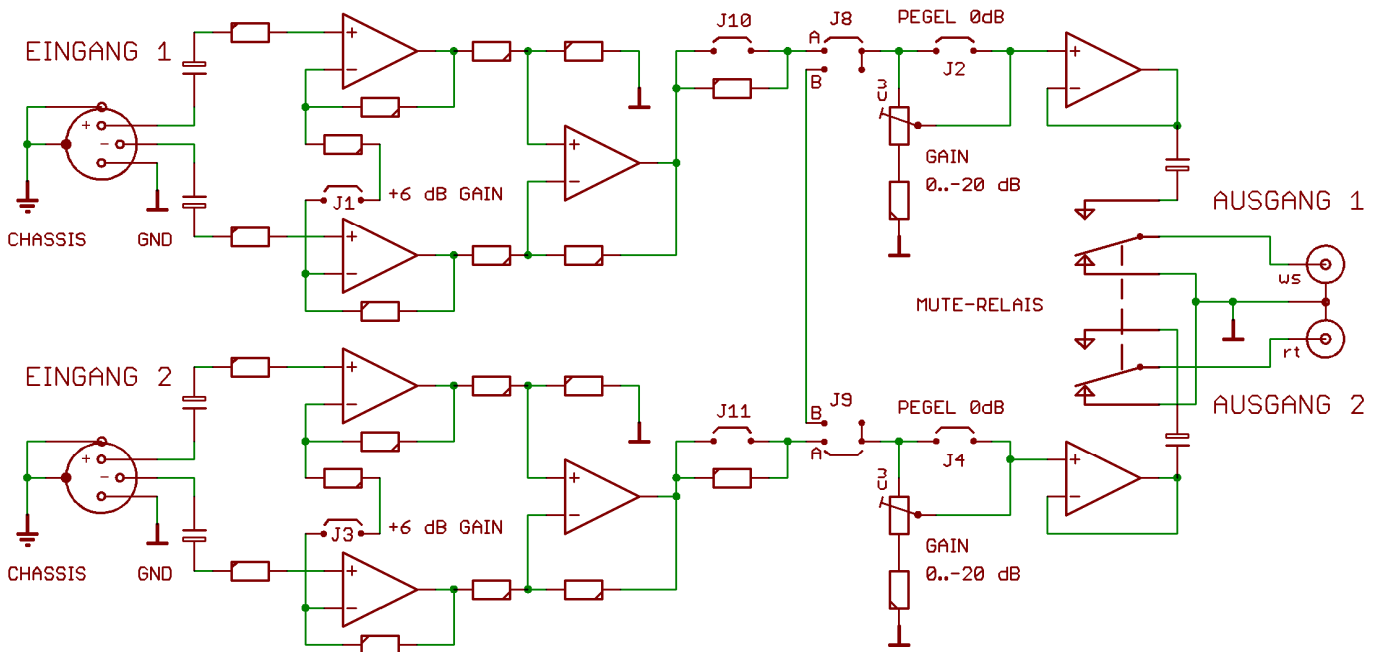 EINGANG 1
+
-
CHASSIS
GND
+
-
J1
+6 dB GAIN
+
-
+
-
J10
J8
A
B
PEGEL 0dB
J2
3U
GAIN
0..-20 dB
+
-
AUSGANG 1
ws
MUTE-RELAIS
rt
AUSGANG 2
EINGANG 2
+
-
CHASSIS
GND
+
-
J3
+6 dB GAIN
+
-
+
-
J11
B
J9
A
PEGEL 0dB
J4
3U
GAIN
0..-20 dB
+
-